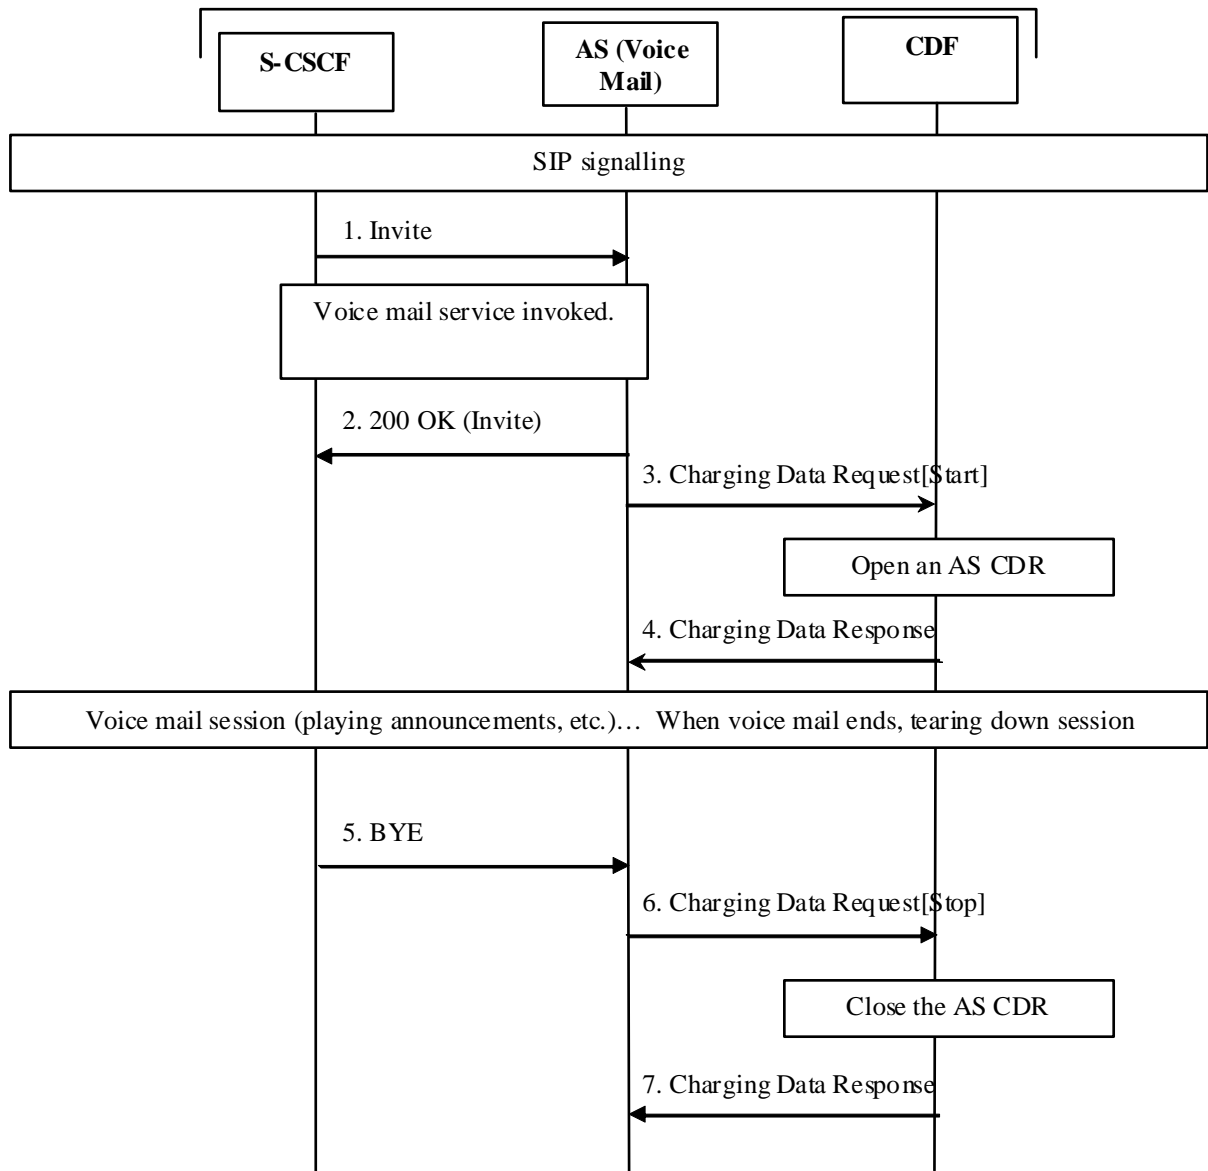 S-CSCF
AS (Voice
Mail)
CDF
SIP signalling
1. Invite
Voice mail service invoked.
2. 200 OK (Invite)
3. Charging Data Request[Start]
Open an AS CDR
4. Charging Data Response
Voice mail session (playing announcements, etc.)… When voice mail ends, tearing down session
5. BYE
6. Charging Data Request[Stop]
Close the AS CDR
7. Charging Data Response